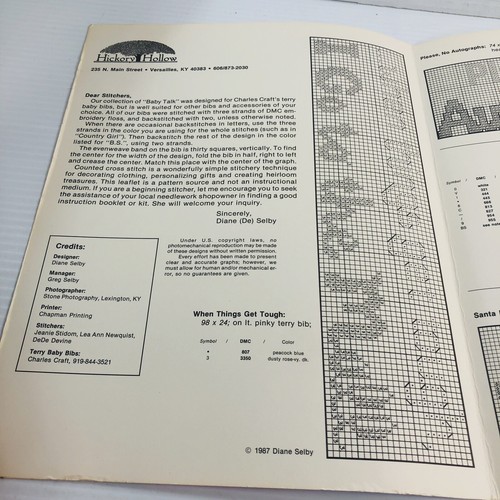 Hickory Hollow
235 N. Main Street • Versailles, KY 40383 • 606/873-2030
Dear Stitchers,
Our collection of "Baby Talk" was designed for Charles Craft's terry
baby bibs, but is well suited for other bibs and accessories of your
choice. All of our bibs were stitched with three strands of DMC em-
broidery floss, and backstitched with two, unless otherwise noted.
When there are occasional backstitches in letters, use the three
strands in the color you are using for the whole stitches (such as in
"Country Girl"). Then backstitch the rest of the design in the color
listed for "B.S.", using two strands.
The evenweave band on the bib is thirty squares, vertically. To find
the center for the width of the design, fold the bib in half, right to left
and crease the center. Match this place with the center of the graph.
Counted cross stitch is a wonderfully simple stitchery technique
for decorating clothing, personalizing gifts and creating heirloom
treasures. This leaflet is a pattern source and not an instructional
medium. If you are a beginning stitcher, let me encourage you to seek
the assistance of your local needlework shopowner in finding a good
instruction booklet or kit. She will welcome your inquiry.
Sincerely,
Diane (De) Selby
Credits:
Designer:
Diane Selby
Manager:
Greg Selby
Photographer:
Stone Photography, Lexington, KY
Printer:
Chapman Printing
Stitchers:
Jeanie Stidom, Lea Ann Newquist,
DeDe Devine
Terry Baby Bibs:
Charles Craft, 919-844-3521
Under U.S. copyright laws, no
photomechanical reproduction may be made
of these designs without written permission.
Every effort has been made to present
clear and accurate graphs; however, we
must allow for human and/or mechanical er-
ror, so no guarantees are given.
When Things Get Tough:
98 x 24; on lt. pinky terry bib;
Symbol / DMC / Color
• 807 peacock blue
3 3350 dusty rose-vy. dk.
© 1987 Diane Selby
Please, No Autographs: 74
Symbol / DMC
white
BS see note
Santa